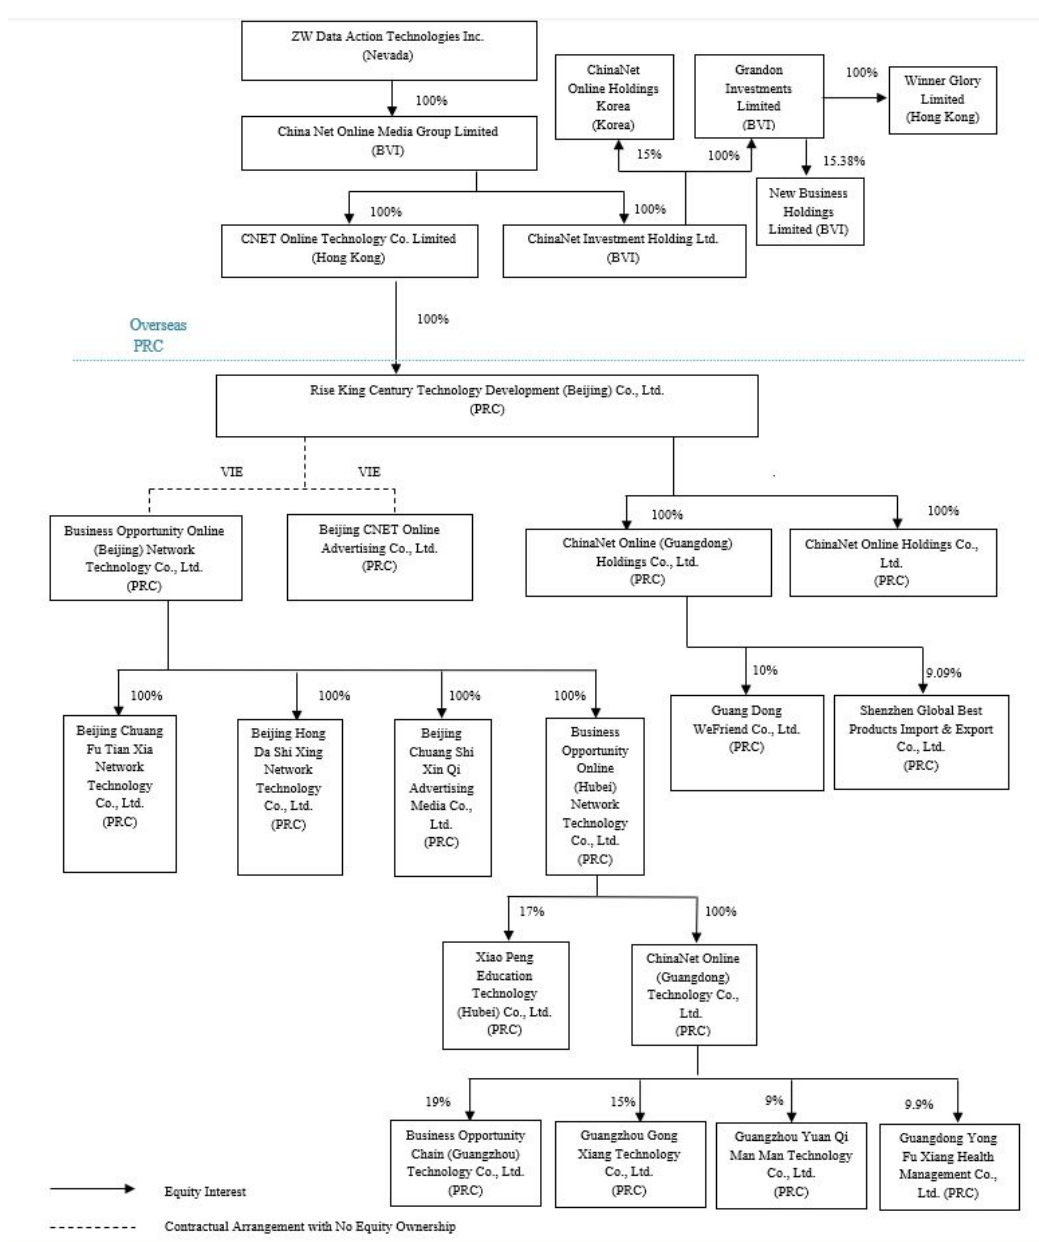 ZW Data Action Technologies Inc.
(Nevada)
100%
China Net Online Media Group Limited
(BVI)
ChinaNet
Online Holdings
Korea
(Korea)
Grandon
Investments
Limited
(BVI)
100%
Winner Glory
Limited
(Hong Kong)
15%
100%
15.38%
New Business
Holdings
Limited (BVI)
100%
100%
CNET Online Technology Co. Limited
(Hong Kong)
ChinaNet Investment Holding Ltd.
(BVI)
100%
Overseas
PRC
Rise King Century Technology Development (Beijing) Co., Ltd.
(PRC)
VIE
VIE
Business Opportunity Online
(Beijing) Network
Technology Co., Ltd.
(PRC)
Beijing CNET Online
Advertising Co., Ltd.
(PRC)
100%
100%
ChinaNet Online (Guangdong)
Holdings Co., Ltd.
(PRC)
ChinaNet Online Holdings Co.,
Ltd.
(PRC)
10%
9.09%
Guang Dong
WeFriend Co., Ltd.
(PRC)
Shenzhen Global Best
Products Import & Export
Co., Ltd.
(PRC)
100%
100%
100%
100%
Beijing Chuang
Fu Tian Xia
Network
Technology
Co., Ltd.
(PRC)
Beijing Hong
Da Shi Xing
Network
Technology
Co., Ltd.
(PRC)
Beijing
Chuang Shi
Xin Qi
Advertising
Media Co.,
Ltd.
(PRC)
Business
Opportunity
Online
(Hubei)
Network
Technology
Co., Ltd.
(PRC)
17%
100%
Xiao Peng
Education
Technology
(Hubei) Co., Ltd.
(PRC)
ChinaNet Online
(Guangdong)
Technology Co.,
Ltd.
(PRC)
19%
15%
9%
9.9%
Business Opportunity
Chain (Guangzhou)
Technology Co., Ltd.
(PRC)
Guangzhou Gong
Xiang Technology
Co., Ltd.
(PRC)
Guangzhou Yuan Qi
Man Man Technology
Co., Ltd.
(PRC)
Guangdong Yong
Fu Xiang Health
Management Co.,
Ltd. (PRC)
Equity Interest
Contractual Arrangement with No Equity Ownership